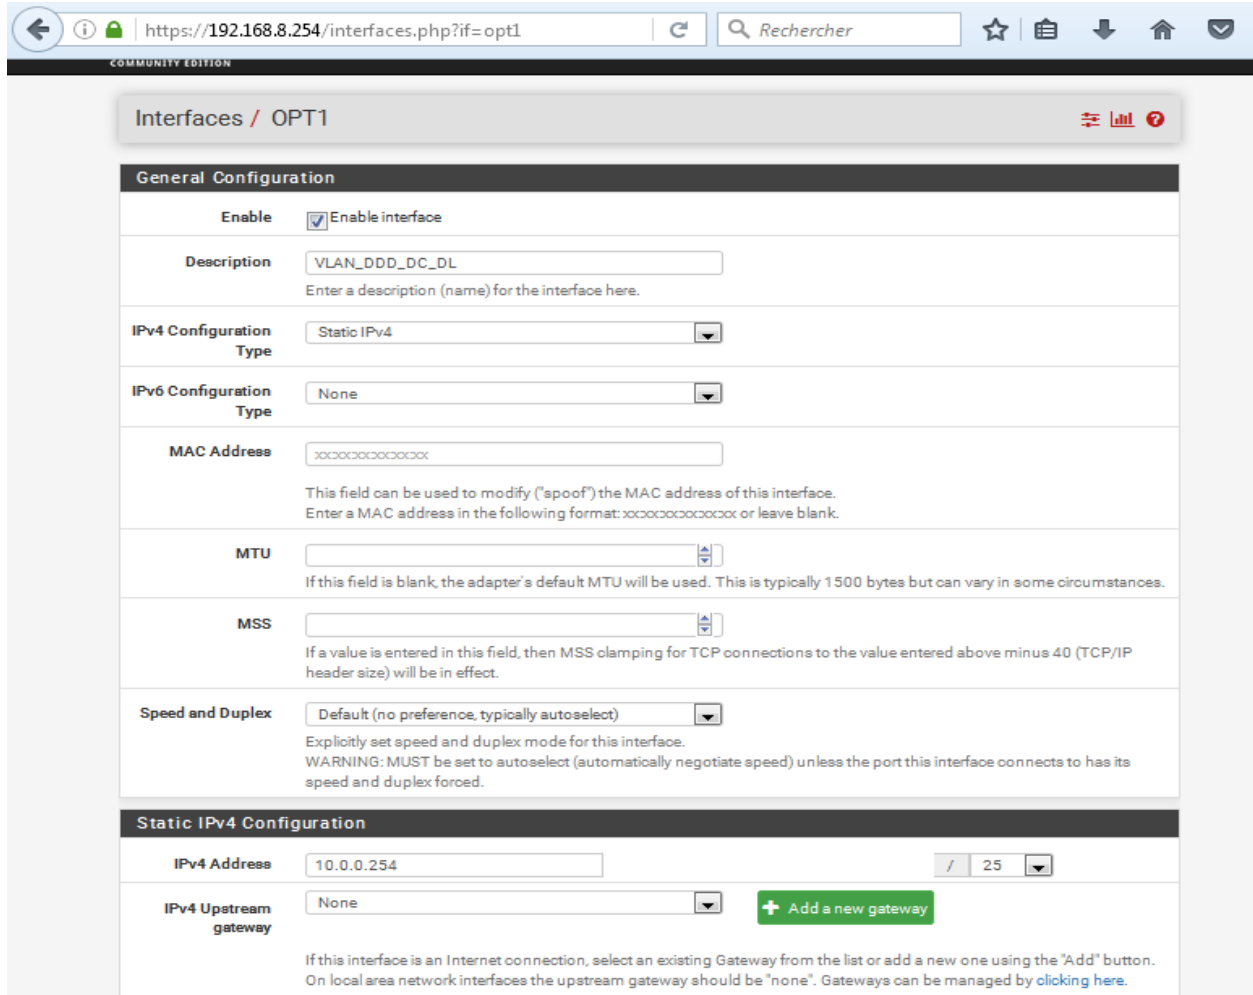 https://192.168.8.254/interfaces.php?if=opt1
Rechercher
COMMUNITY EDITION
Interfaces / OPT1
General Configuration
Enable
Enable interface
Description
VLAN_DDD_DC_DL
Enter a description (name) for the interface here.
IPv4 Configuration
Type
Static IPv4
IPv6 Configuration
Type
None
MAC Address
xx:xx:xx:xx:xx:xx
This field can be used to modify ("spoof") the MAC address of this interface.
Enter a MAC address in the following format: xx:xx:xx:xx:xx:xx or leave blank.
MTU
If this field is blank, the adapter's default MTU will be used. This is typically 1500 bytes but can vary in some circumstances.
MSS
If a value is entered in this field, then MSS clamping for TCP connections to the value entered above minus 40 (TCP/IP
header size) will be in effect.
Speed and Duplex
Default (no preference, typically autoselect)
Explicitly set speed and duplex mode for this interface.
WARNING: MUST be set to autoselect (automatically negotiate speed) unless the port this interface connects to has its
speed and duplex forced.
Static IPv4 Configuration
IPv4 Address
10.0.0.254
/ 25
IPv4 Upstream
gateway
None
Add a new gateway
If this interface is an Internet connection, select an existing Gateway from the list or add a new one using the "Add" button.
On local area network interfaces the upstream gateway should be "none". Gateways can be managed by clicking here.